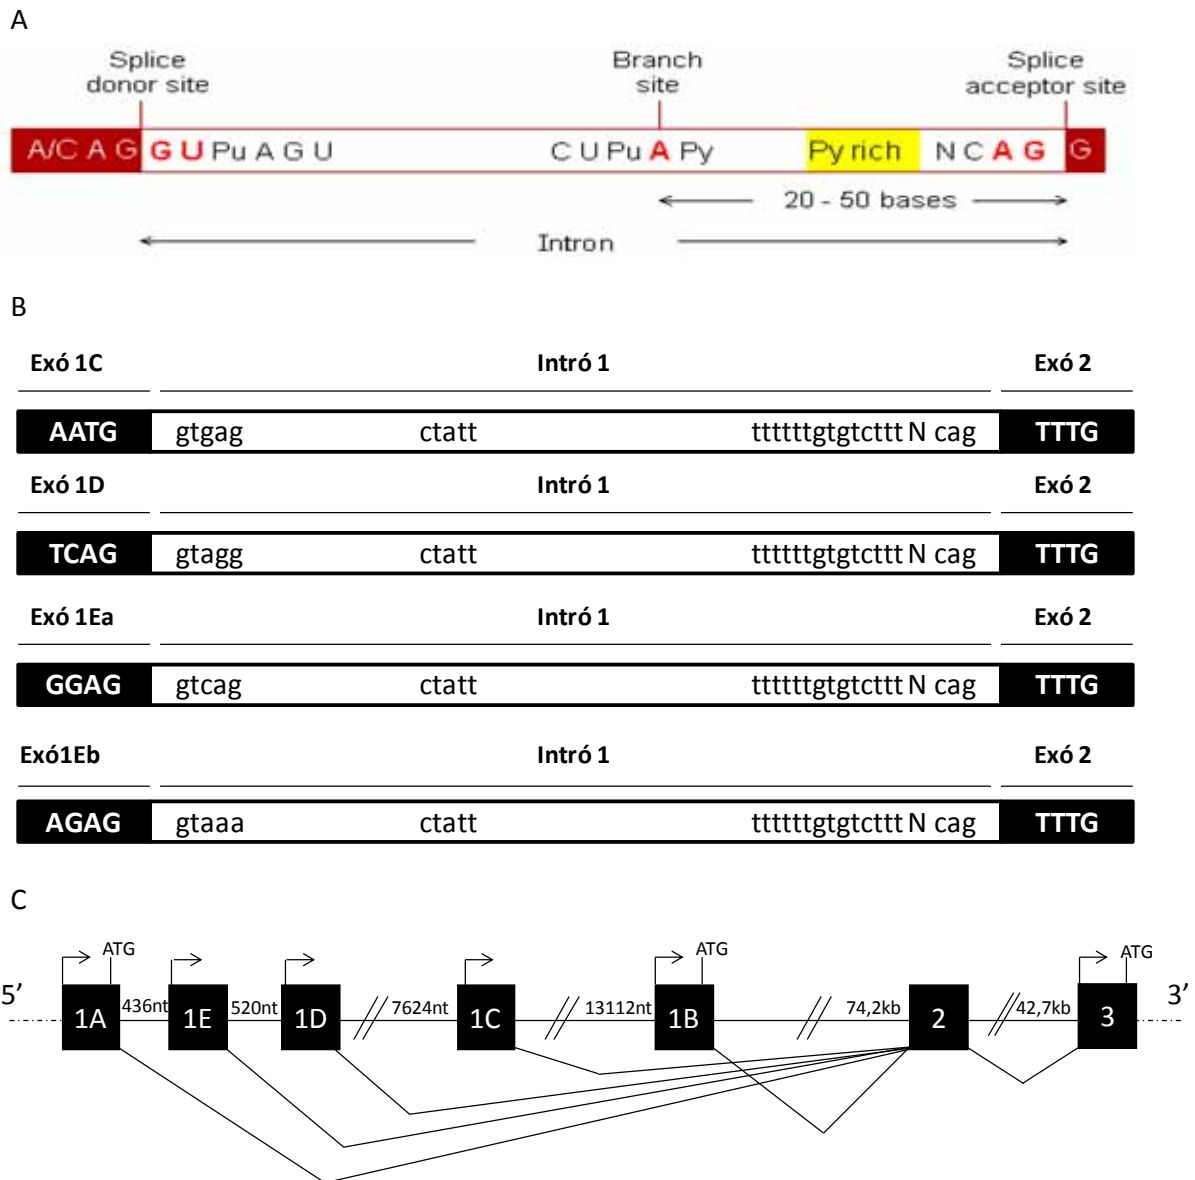 A
Splice donor site
Branch site
Splice acceptor site
A/C A G G U Pu A G U C U Pu A Py Py rich N C A G G
20 - 50 bases
Intron
B
Exó 1C Intró 1 Exó 2
AATG gtgag ctatt ttttttgtgtcttt N cag TTTG
Exó 1D Intró 1 Exó 2
TCAG gtagg ctatt ttttttgtgtcttt N cag TTTG
Exó 1Ea Intró 1 Exó 2
GGAG gtcag ctatt ttttttgtgtcttt N cag TTTG
Exó1Eb Intró 1 Exó 2
AGAG gtaaa ctatt ttttttgtgtcttt N cag TTTG
C
ATG ATG ATG
5' 1A 436nt 1E 520nt 1D 7624nt 1C 13112nt 1B 74,2kb 2 42,7kb 3 3'